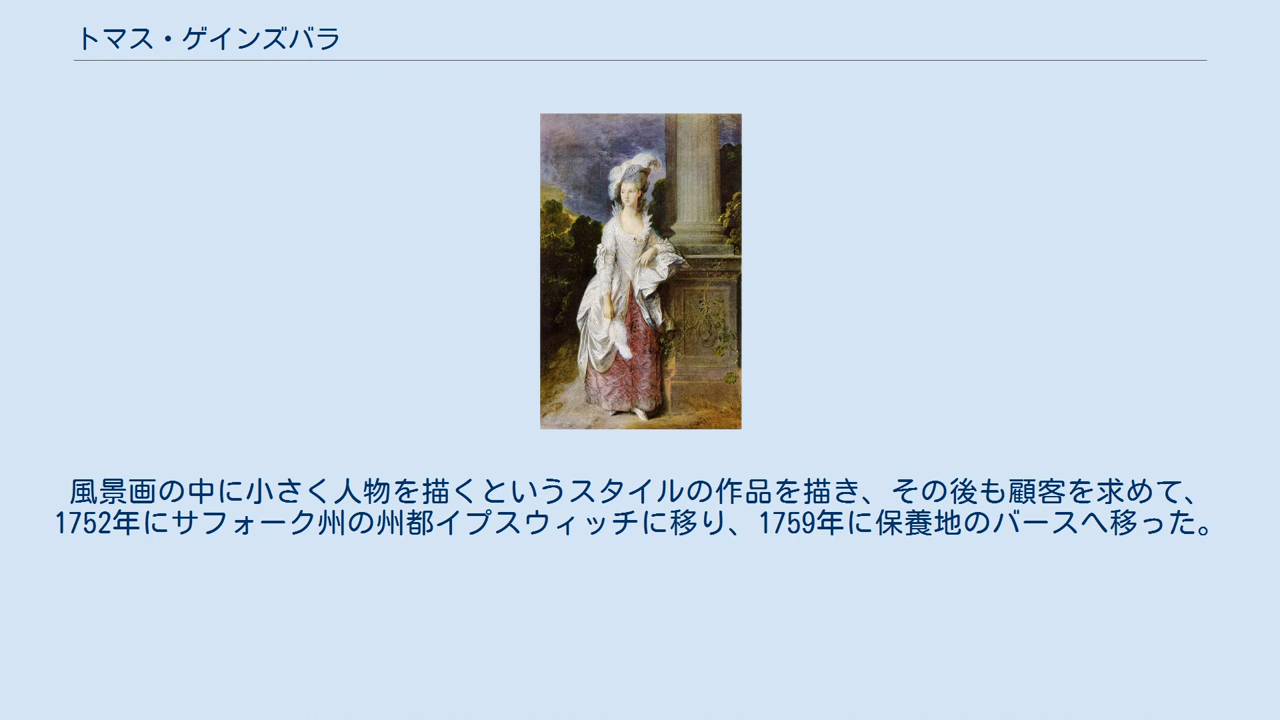 トマス・ゲインズバラ
風景画の中に小さく人物を描くというスタイルの作品を描き、その後も顧客を求めて、
1752年にサフォーク州の州都イプスウィッチに移り、1759年に保養地のバースへ移った。